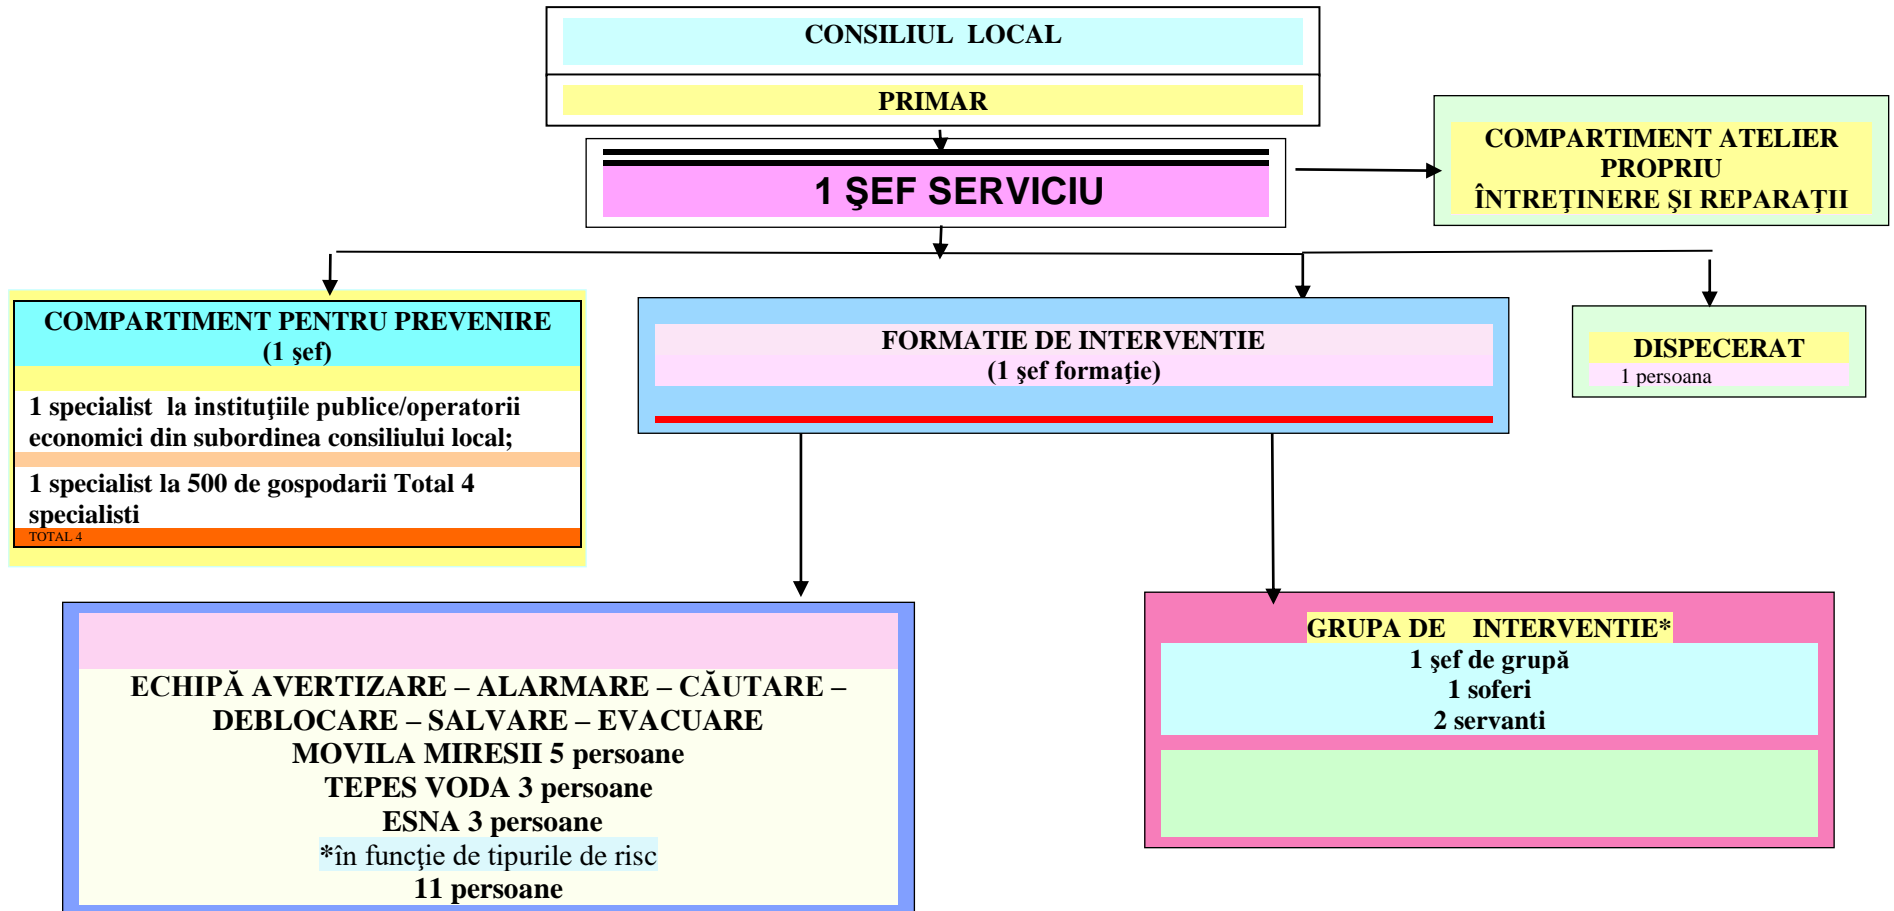 CONSILIUL LOCAL
PRIMAR
1 ŞEF SERVICIU
COMPARTIMENT ATELIER
PROPRIU
ÎNTREŢINERE ŞI REPARAŢII
COMPARTIMENT PENTRU PREVENIRE
(1 şef)
1 specialist la instituţiile publice/operatorii
economici din subordinea consiliului local;
1 specialist la 500 de gospodarii Total 4
specialisti
TOTAL 4
FORMATIE DE INTERVENTIE
(1 şef formaţie)
DISPECERAT
1 persoana
ECHIPĂ AVERTIZARE – ALARMARE – CĂUTARE –
DEBLOCARE – SALVARE – EVACUARE
MOVILA MIRESII 5 persoane
TEPES VODA 3 persoane
ESNA 3 persoane
*în funcţie de tipurile de risc
11 persoane
GRUPA DE INTERVENTIE*
1 şef de grupă
1 soferi
2 servanti